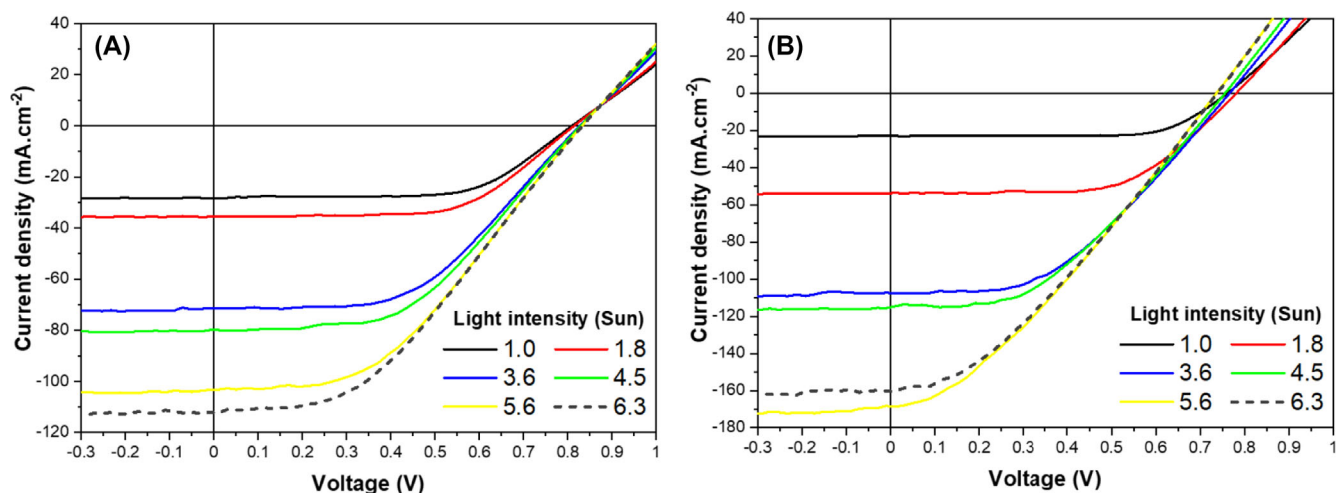 (A)
Current density (mA.cm⁻²)
40
20
0
-20
-40
-60
-80
-100
-120
-0.3 -0.2 -0.1 0 0.1 0.2 0.3 0.4 0.5 0.6 0.7 0.8 0.9 1
Voltage (V)
Light intensity (Sun)
1.0 1.8
3.6 4.5
5.6 6.3
(B)
Current density (mA.cm⁻²)
40
20
0
-20
-40
-60
-80
-100
-120
-140
-160
-180
-0.3 -0.2 -0.1 0 0.1 0.2 0.3 0.4 0.5 0.6 0.7 0.8 0.9 1
Voltage (V)
Light intensity (Sun)
1.0 1.8
3.6 4.5
5.6 6.3